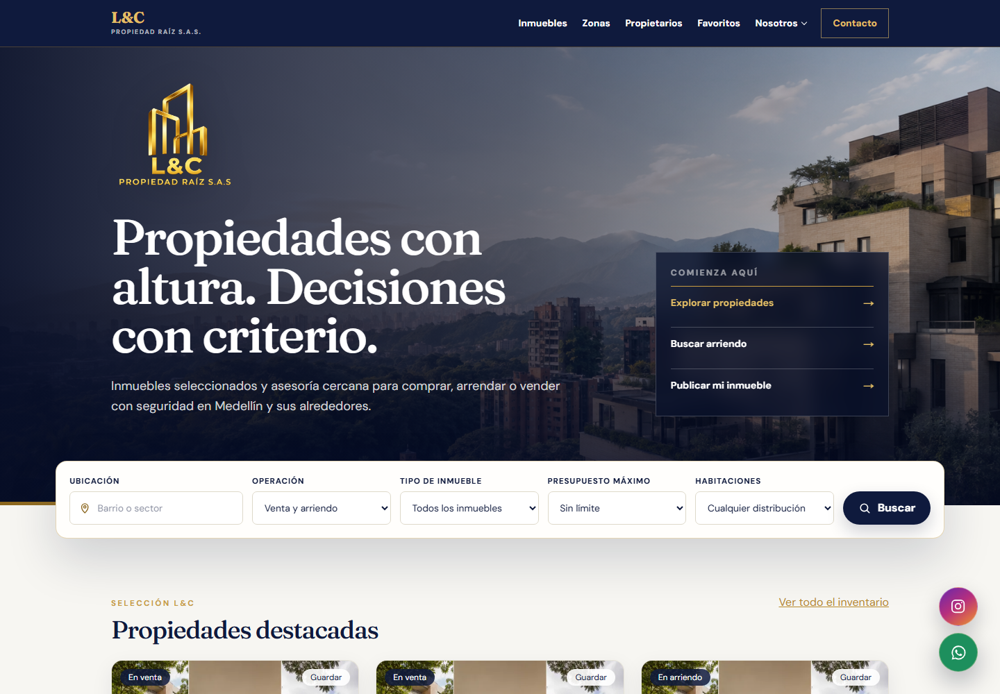 L&C
PROPIEDAD RAÍZ S.A.S.
Inmuebles
Zonas
Propietarios
Favoritos
Nosotros
Contacto
L&C
PROPIEDAD RAÍZ S.A.S
Propiedades con
altura. Decisiones
con criterio.
Inmuebles seleccionados y asesoría cercana para comprar, arrendar o vender
con seguridad en Medellín y sus alrededores.
COMIENZA AQUÍ
Explorar propiedades →
Buscar arriendo →
Publicar mi inmueble →
UBICACIÓN
Barrio o sector
OPERACIÓN
Venta y arriendo
TIPO DE INMUEBLE
Todos los inmuebles
PRESUPUESTO MÁXIMO
Sin límite
HABITACIONES
Cualquier distribución
Buscar
SELECCIÓN L&C
Propiedades destacadas
Ver todo el inventario
En venta
Guardar
En venta
Guardar
En arriendo
Guardar